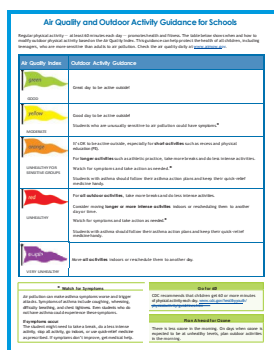 Air Quality and Outdoor Activity Guidance for Schools
Regular physical activity — at least 60 minutes each day — promotes health and fitness. The table below shows when and how to
modify outdoor physical activity based on the Air Quality Index. This guidance can help protect the health of all children, including
teenagers, who are more sensitive than adults to air pollution. Check the air quality daily at www.airnow.gov.
Air Quality Index
Outdoor Activity Guidance
green
GOOD
Great day to be active outside!
yellow
MODERATE
Good day to be active outside!
Students who are unusually sensitive to air pollution could have symptoms.*
orange
UNHEALTHY FOR
SENSITIVE GROUPS
It's OK to be active outside, especially for short activities such as recess and physical
education (PE).
For longer activities such as athletic practice, take more breaks and do less intense activities.
Watch for symptoms and take action as needed.*
Students with asthma should follow their asthma action plans and keep their quick-relief
medicine handy.
red
UNHEALTHY
For all outdoor activities, take more breaks and do less intense activities.
Consider moving longer or more intense activities indoors or rescheduling them to another
day or time.
Watch for symptoms and take action as needed.*
Students with asthma should follow their asthma action plans and keep their quick-relief
medicine handy.
purple
VERY UNHEALTHY
Move all activities indoors or reschedule them to another day.
* Watch for Symptoms
Air pollution can make asthma symptoms worse and trigger
attacks. Symptoms of asthma include coughing, wheezing,
difficulty breathing, and chest tightness. Even students who do
not have asthma could experience these symptoms.
If symptoms occur
The student might need to take a break, do a less intense
activity, stop all activity, go indoors, or use quick-relief medicine
as prescribed. If symptoms don't improve, get medical help.
Go for 60
CDC recommends that children get 60 or more minutes
of physical activity each day.
Plan Ahead for Ozone
There is less ozone in the morning. On days when ozone is
expected to be at unhealthy levels, plan outdoor activities
in the morning.